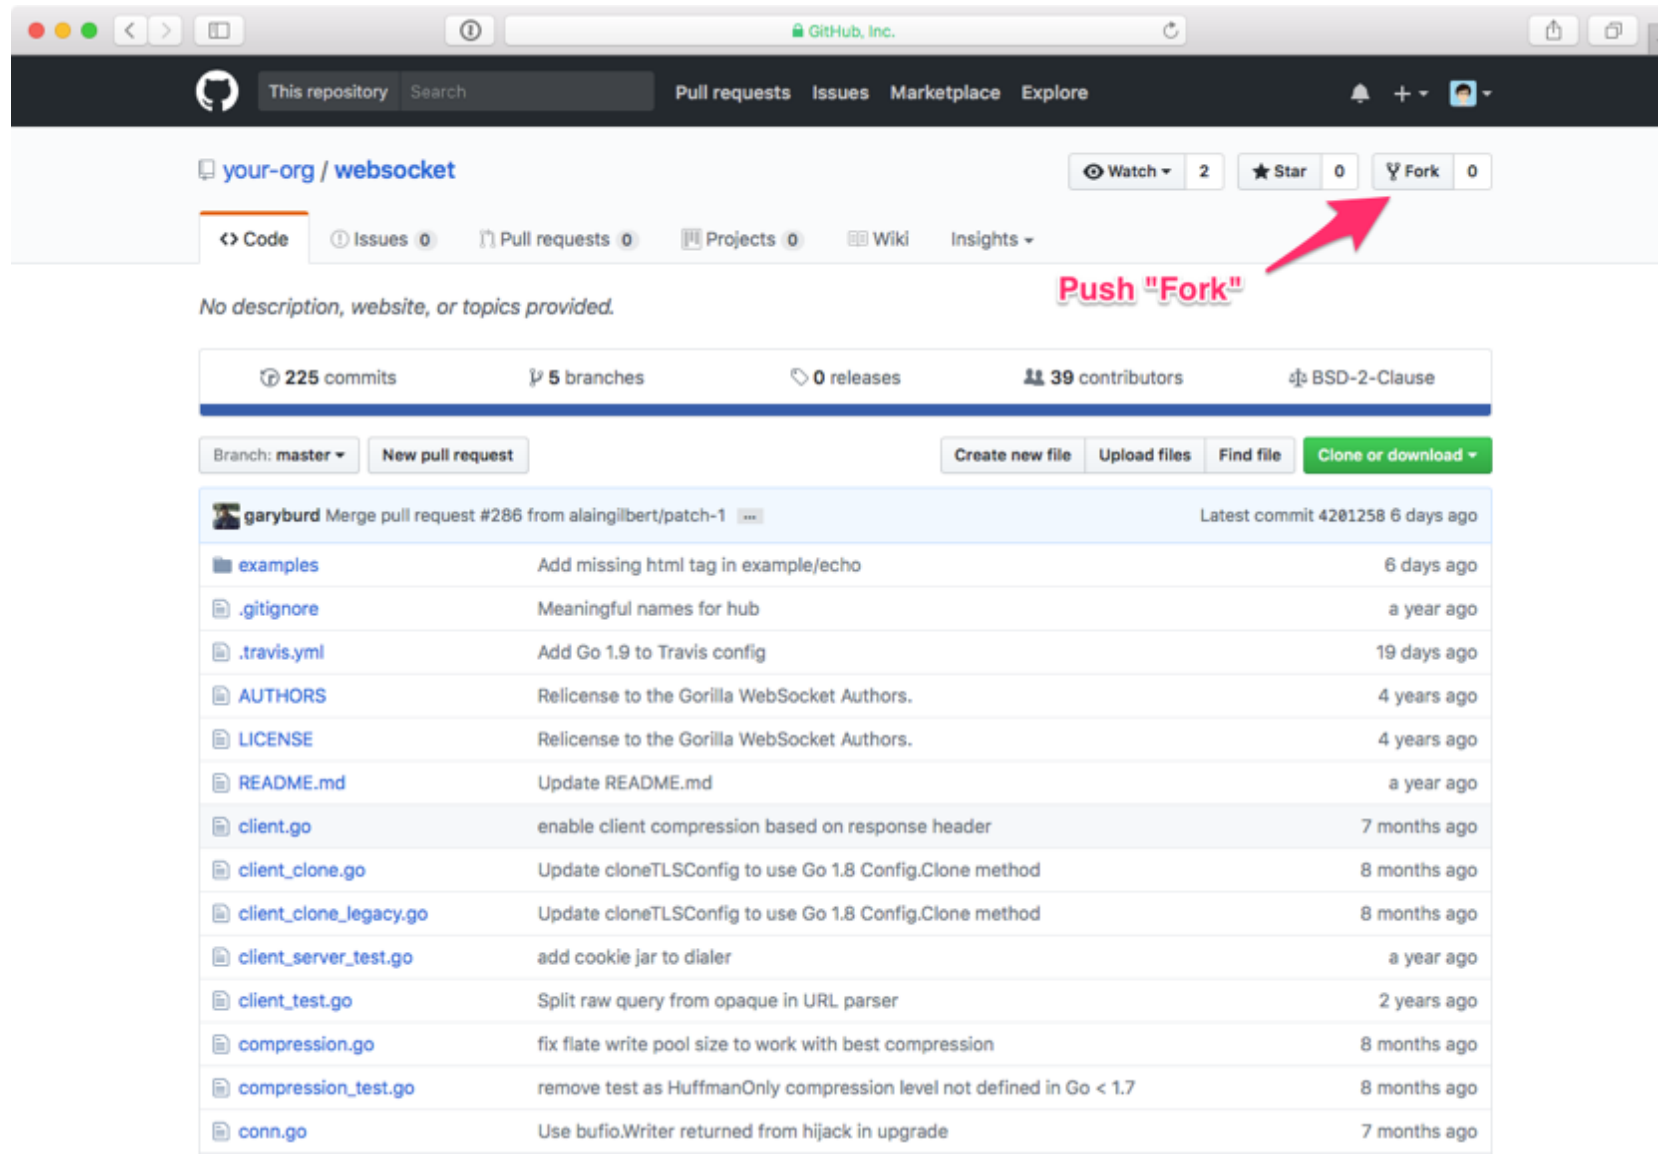 GitHub, Inc.
This repository Search Pull requests Issues Marketplace Explore
your-org / websocket Watch 2 Star 0 Fork 0
Code Issues 0 Pull requests 0 Projects 0 Wiki Insights
Push "Fork"
No description, website, or topics provided.
225 commits 5 branches 0 releases 39 contributors BSD-2-Clause
Branch: master New pull request Create new file Upload files Find file Clone or download
garyburd Merge pull request #286 from alaingilbert/patch-1 ... Latest commit 4201258 6 days ago
examples Add missing html tag in example/echo 6 days ago
.gitignore Meaningful names for hub a year ago
.travis.yml Add Go 1.9 to Travis config 19 days ago
AUTHORS Relicense to the Gorilla WebSocket Authors. 4 years ago
LICENSE Relicense to the Gorilla WebSocket Authors. 4 years ago
README.md Update README.md a year ago
client.go enable client compression based on response header 7 months ago
client_clone.go Update cloneTLSConfig to use Go 1.8 Config.Clone method 8 months ago
client_clone_legacy.go Update cloneTLSConfig to use Go 1.8 Config.Clone method 8 months ago
client_server_test.go add cookie jar to dialer a year ago
client_test.go Split raw query from opaque in URL parser 2 years ago
compression.go fix flate write pool size to work with best compression 8 months ago
compression_test.go remove test as HuffmanOnly compression level not defined in Go < 1.7 8 months ago
conn.go Use bufio.Writer returned from hijack in upgrade 7 months ago